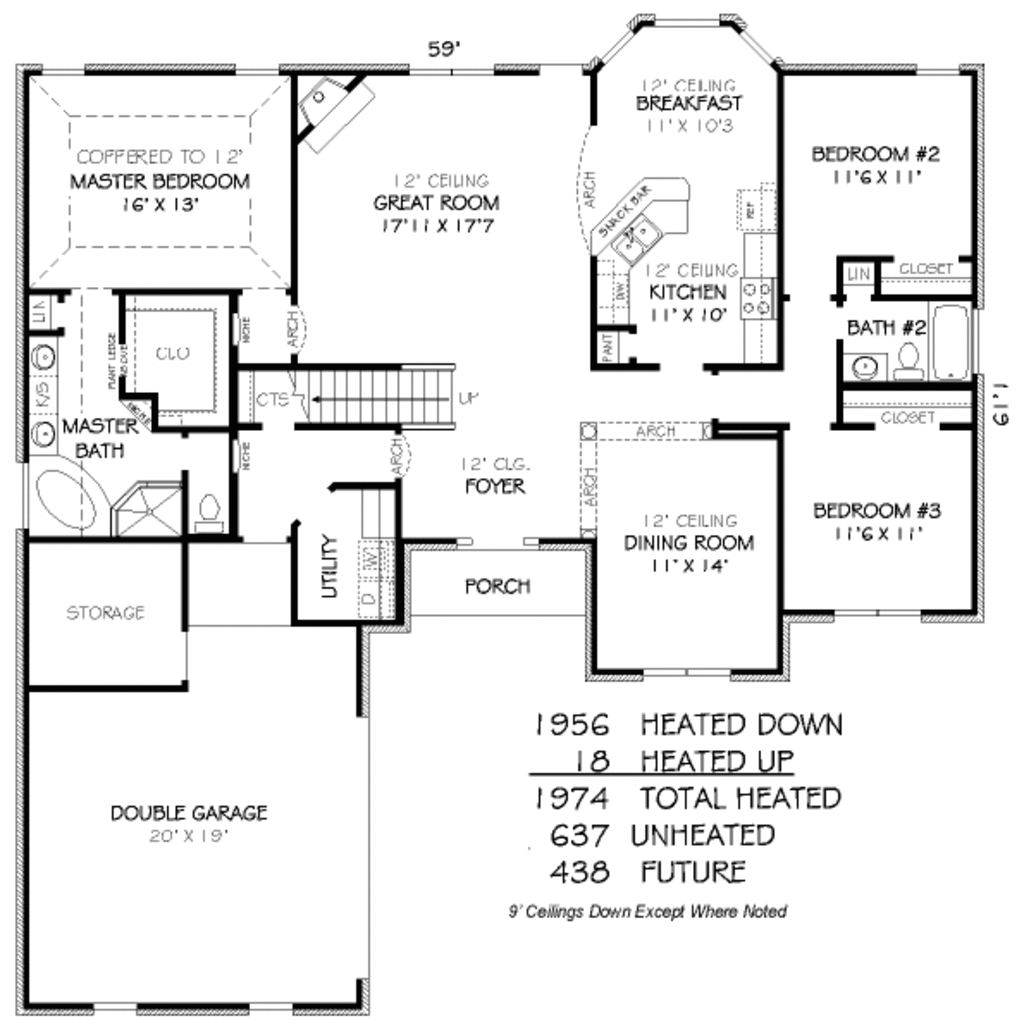 59'
12' CEILING
BREAKFAST
11' X 10'3
COFFERED TO 12'
MASTER BEDROOM
16' X 13'
12' CEILING
GREAT ROOM
17'11 X 17'7
ARCH
SNACK BAR
REF
BEDROOM #2
11'6 X 11'
LIN
CLOSET
12' CEILING
KITCHEN
11' X 10'
D/W
PANT
BATH #2
CLOSET
61'1
LIN
K/S
PLANT LEDGE
ABOVE
CLO
NICHE
NICHE
ARCH
CTS
UP
MASTER
BATH
NICHE
ARCH
12' CLG.
FOYER
ARCH
ARCH
12' CEILING
DINING ROOM
11' X 14'
BEDROOM #3
11'6 X 11'
UTILITY
W
D
PORCH
STORAGE
DOUBLE GARAGE
20' X 19'
1956 HEATED DOWN
18 HEATED UP
1974 TOTAL HEATED
637 UNHEATED
438 FUTURE
9' Ceilings Down Except Where Noted